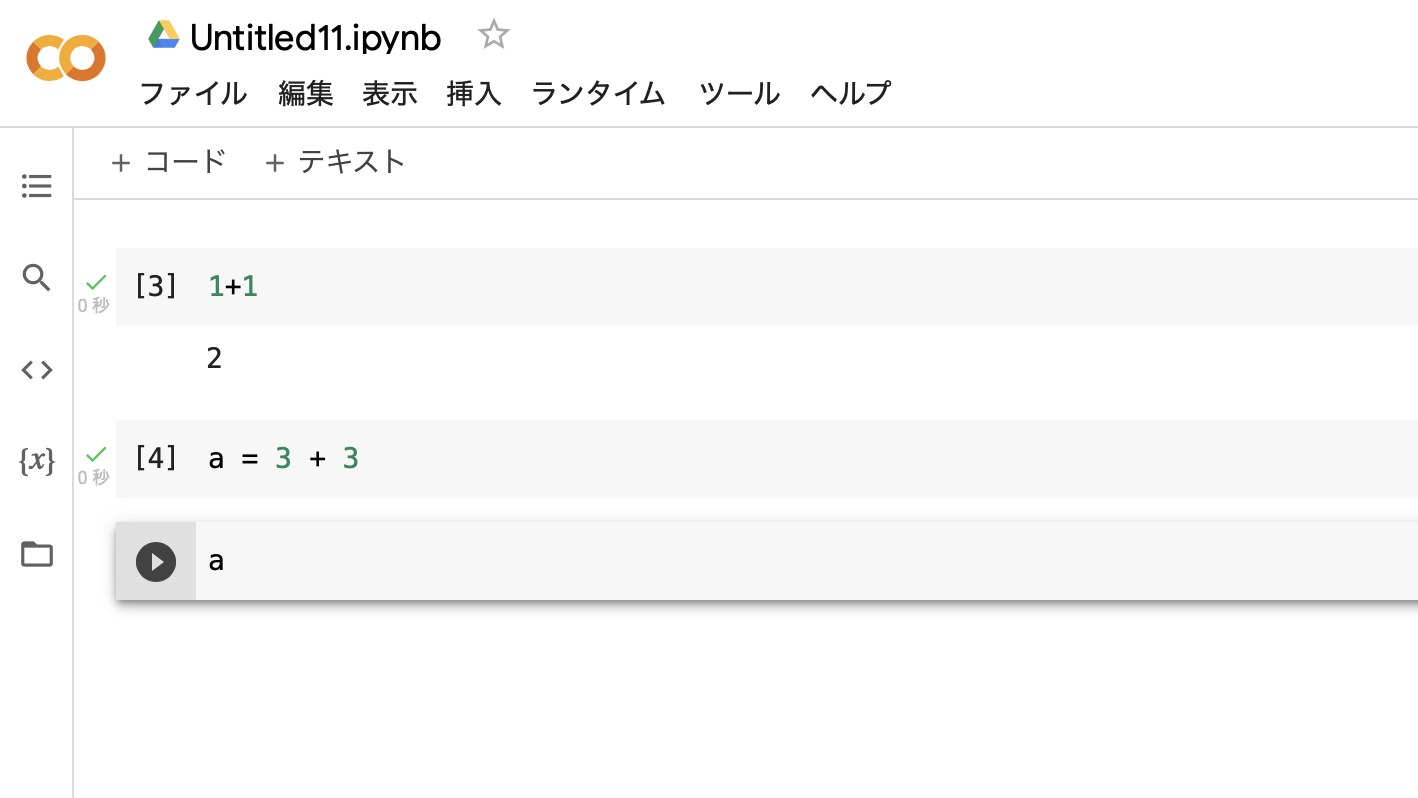 Untitled11.ipynb
ファイル 編集 表示 挿入 ランタイム ツール ヘルプ
+ コード + テキスト
[3] 1+1
0 秒
2
{x}
[4] a = 3 + 3
0 秒
a